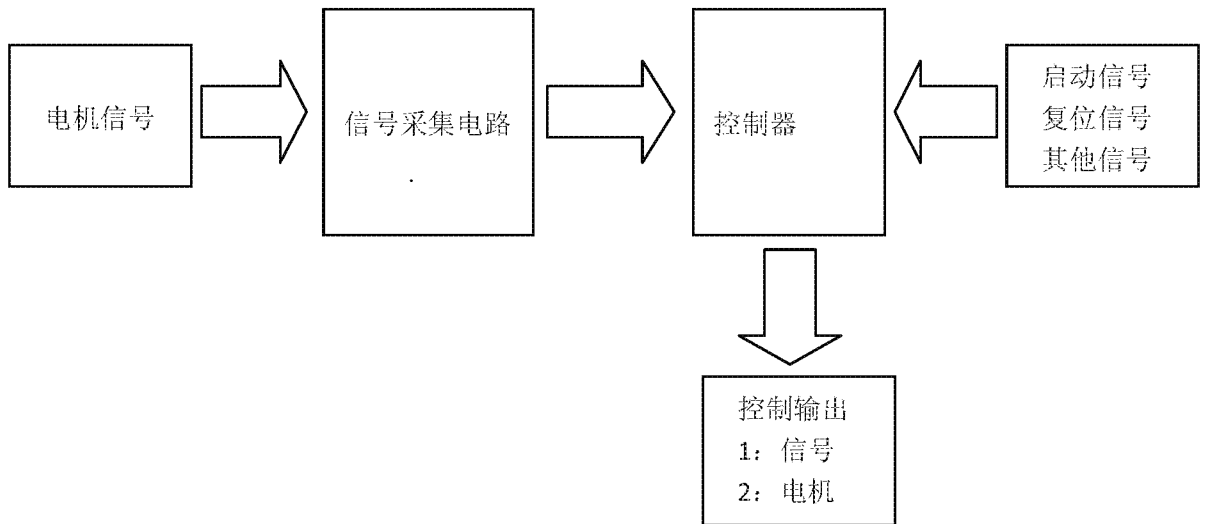 电机信号
信号采集电路
控制器
启动信号
复位信号
其他信号
控制输出
1：信号
2：电机